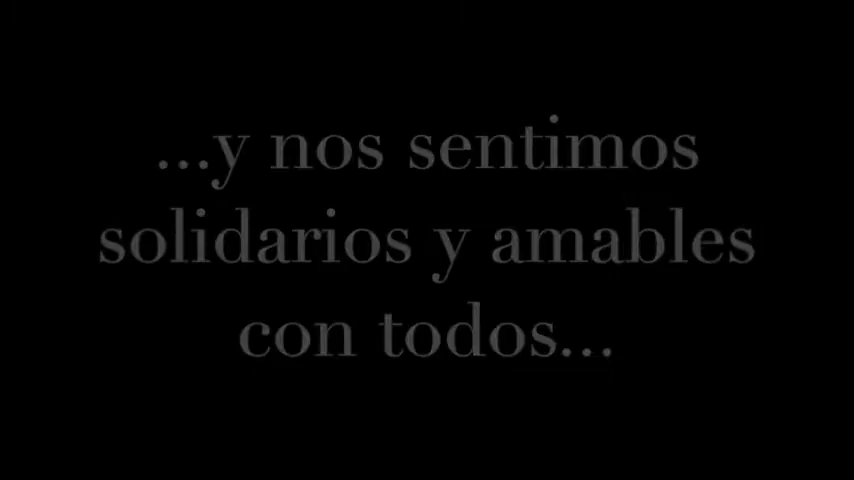 ...y nos sentimos
solidarios y amables
con todos...